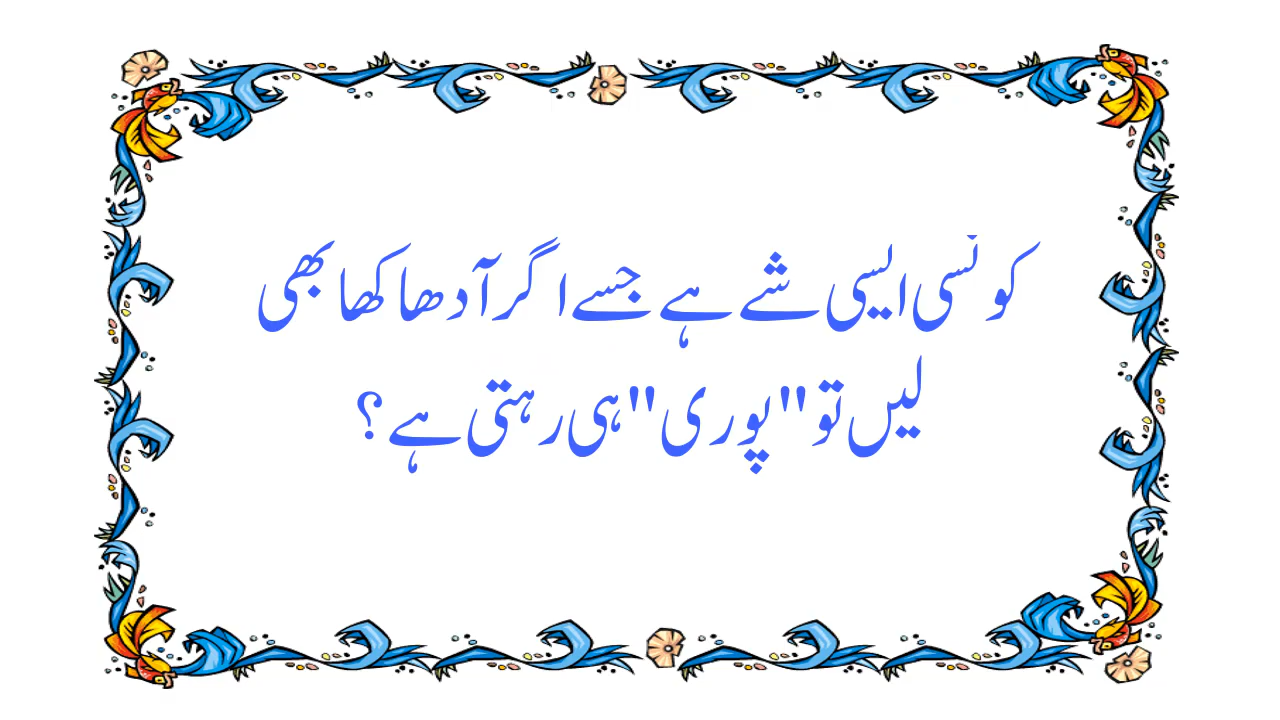 کونسی ایسی شے ہے جسے اگر آدھا کھا بھی
لیں تو "پوری" ہی رہتی ہے؟